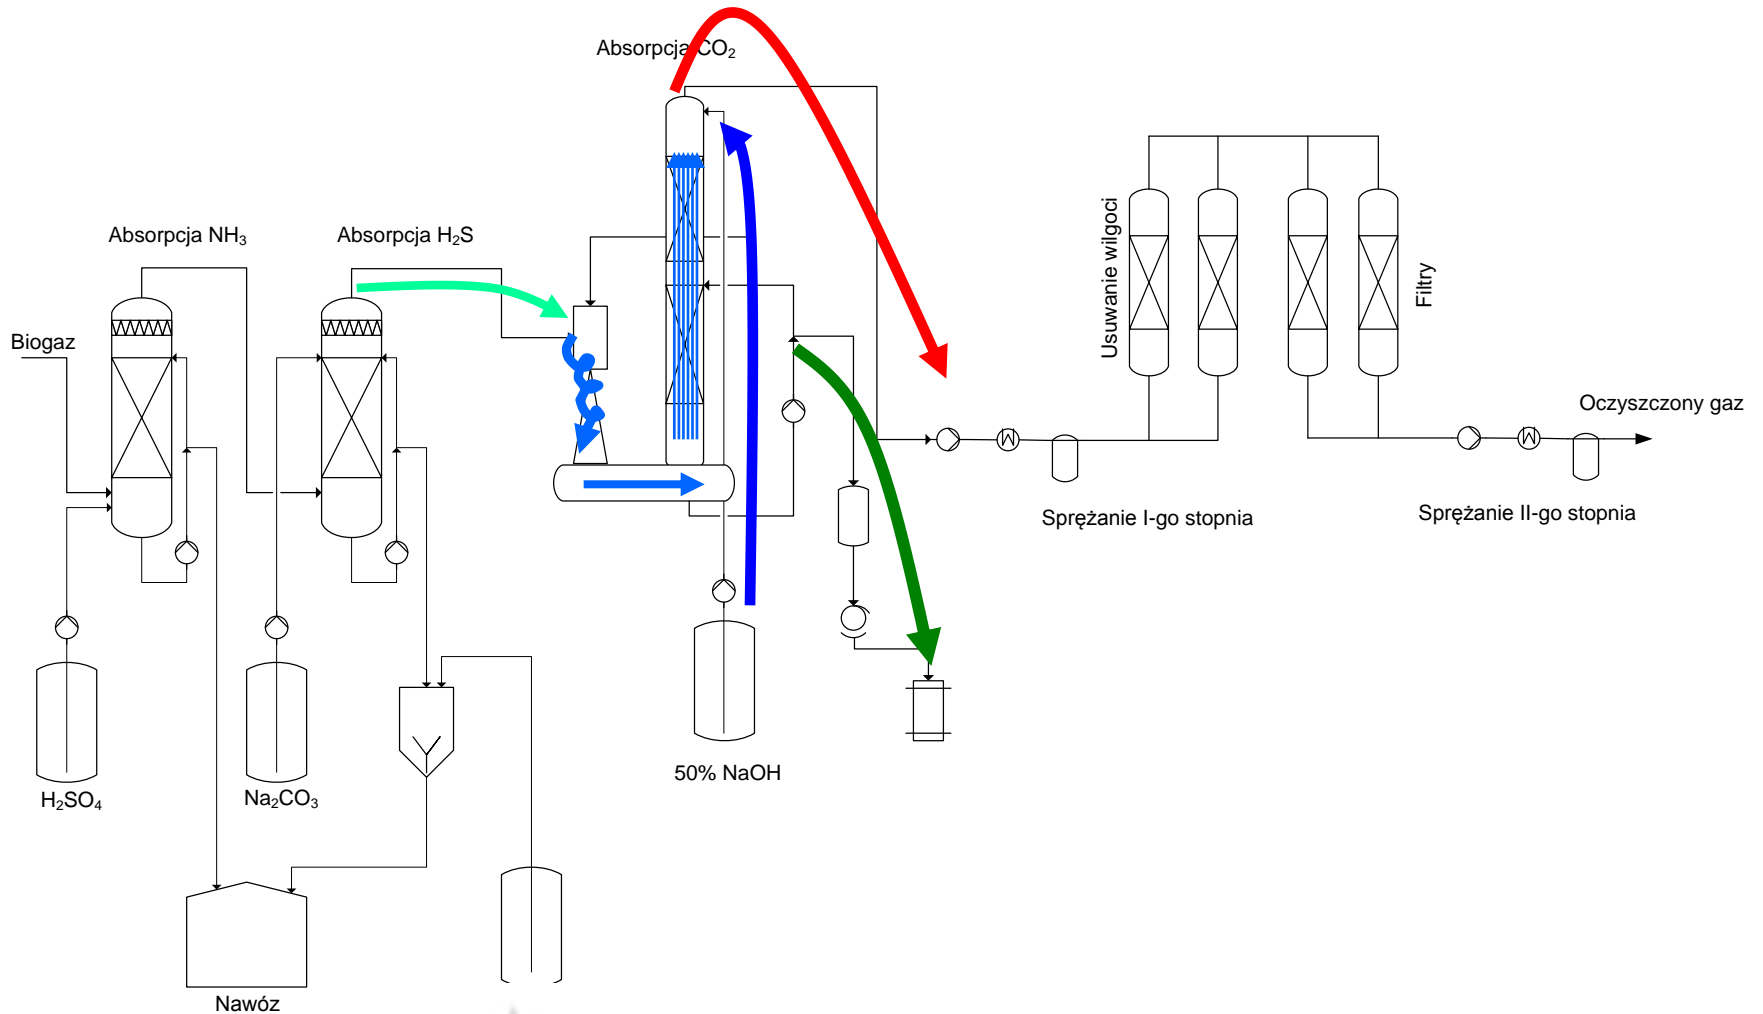 Absorpcja CO₂
Absorpcja NH₃
Absorpcja H₂S
Biogaz
Usuwanie wilgoci
Filtry
Oczyszczony gaz
Sprężanie I-go stopnia
Sprężanie II-go stopnia
50% NaOH
H₂SO₄
Na₂CO₃
Nawóz